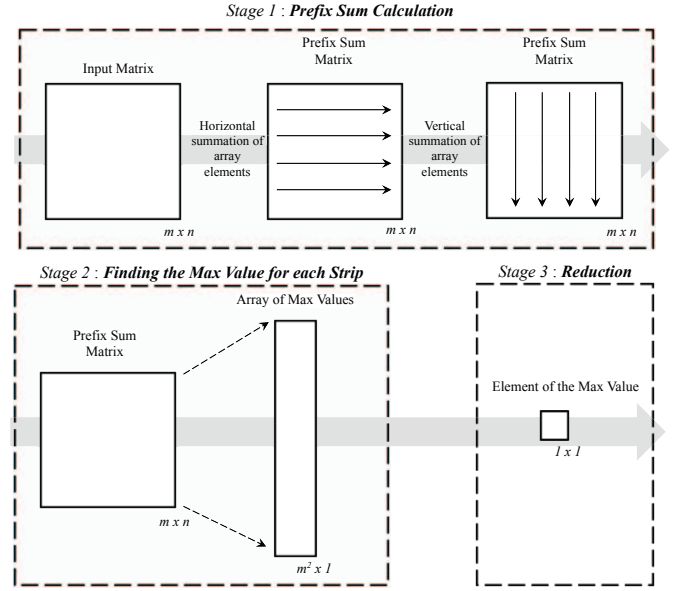 Stage 1 : Prefix Sum Calculation
Input Matrix
Prefix Sum
Matrix
Prefix Sum
Matrix
Horizontal
summation of
array
elements
Vertical
summation of
array
elements
m x n
m x n
m x n
Stage 2 : Finding the Max Value for each Strip
Prefix Sum
Matrix
Array of Max Values
m x n
m² x 1
Stage 3 : Reduction
Element of the Max Value
1 x 1